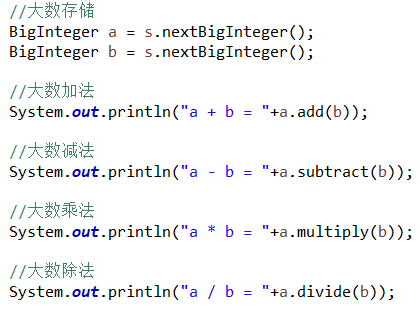 //大数存储
BigInteger a = s.nextBigInteger();
BigInteger b = s.nextBigInteger();
//大数加法
System.out.println("a + b = "+a.add(b));
//大数减法
System.out.println("a - b = "+a.subtract(b));
//大数乘法
System.out.println("a * b = "+a.multiply(b));
//大数除法
System.out.println("a / b = "+a.divide(b));